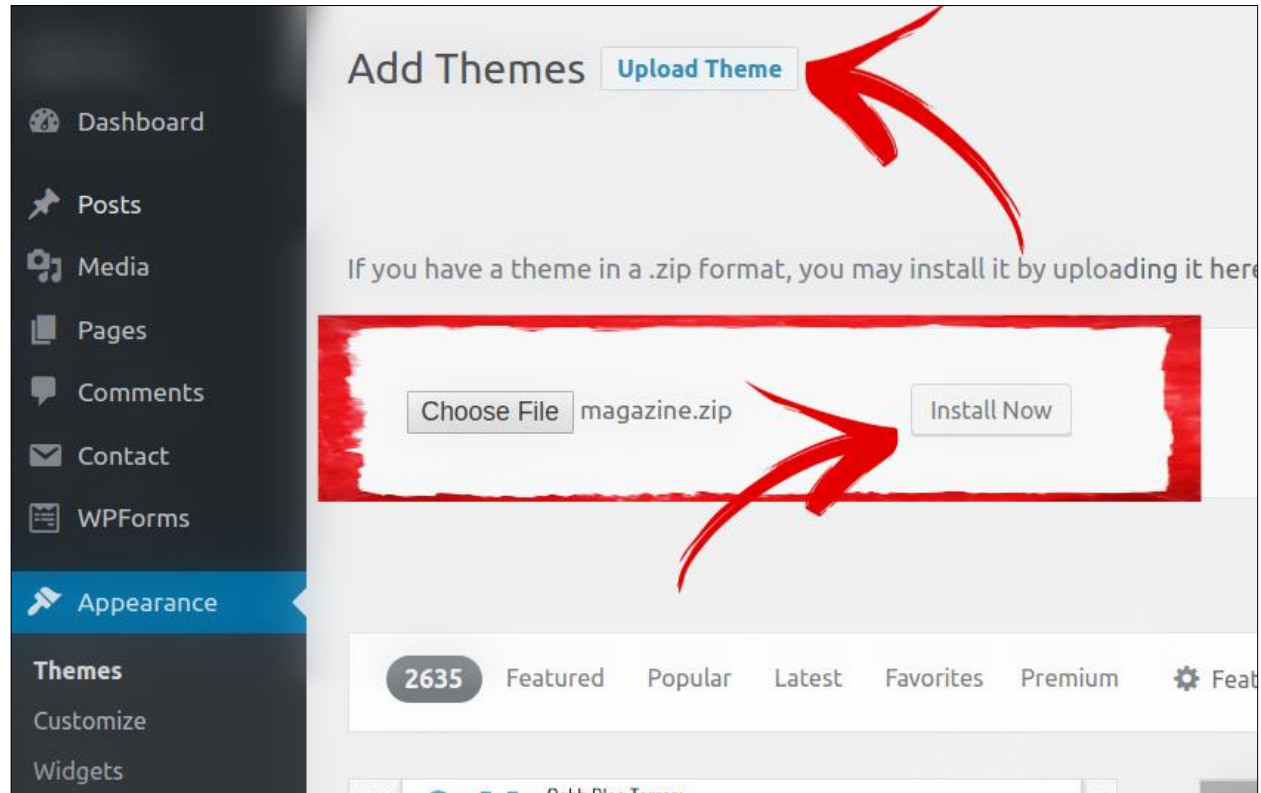 Add Themes Upload Theme
Dashboard
Posts
Media
Pages
Comments
Contact
WPForms
Appearance
Themes
Customize
Widgets
If you have a theme in a .zip format, you may install it by uploading it here
Choose File magazine.zip Install Now
2635 Featured Popular Latest Favorites Premium Feat